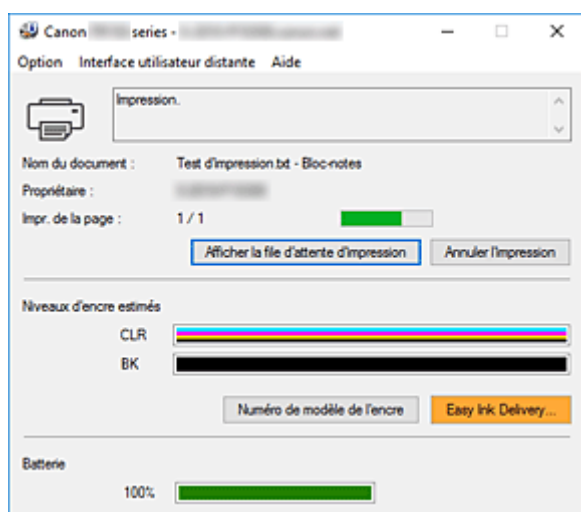 Canon series -
Option Interface utilisateur distante Aide
Impression.
Nom du document : Test d'impression.txt - Bloc-notes
Propriétaire :
Impr. de la page : 1 / 1
Afficher la file d'attente d'impression Annuler l'impression
Niveaux d'encre estimés
CLR
BK
Numéro de modèle de l'encre Easy Ink Delivery...
Batterie
100%